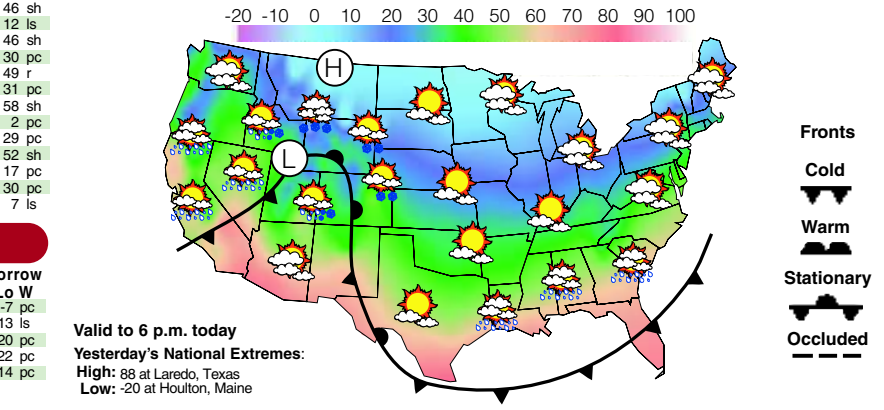 46 sh
12 ls
46 sh
30 pc
49 r
31 pc
58 sh
2 pc
29 pc
52 sh
17 pc
30 pc
7 ls
orrow
Lo W
-7 pc
13 ls
20 pc
22 pc
14 pc
-20 -10 0 10 20 30 40 50 60 70 80 90 100
H
L
Valid to 6 p.m. today
Yesterday's National Extremes:
High: 88 at Laredo, Texas
Low: -20 at Houlton, Maine
Fronts
Cold
Warm
Stationary
Occluded